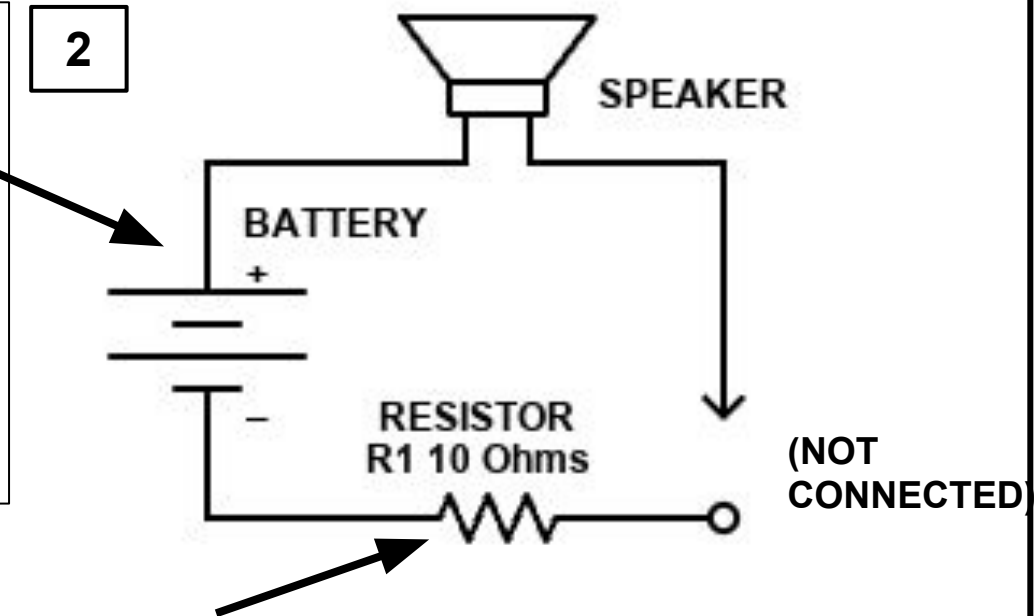 2
SPEAKER
BATTERY
+
–
RESISTOR
R1 10 Ohms
(NOT
CONNECTED)